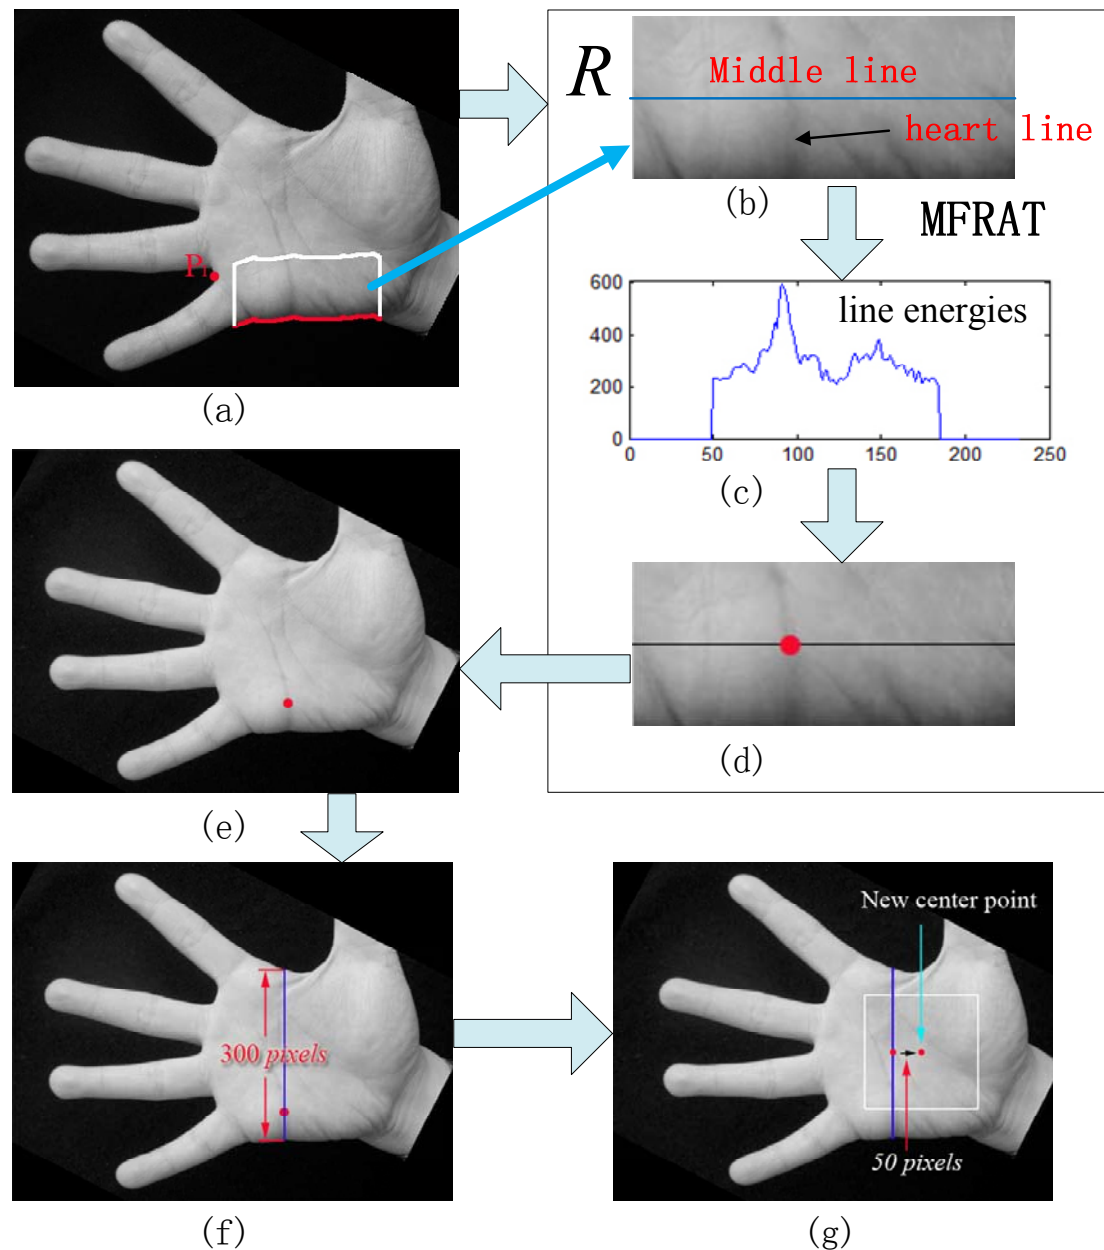 P1
(a)
R
Middle line
heart line
(b)
MFRAT
600
400
200
0
line energies
0 50 100 150 200 250
(c)
(d)
(e)
300 pixels
(f)
New center point
50 pixels
(g)